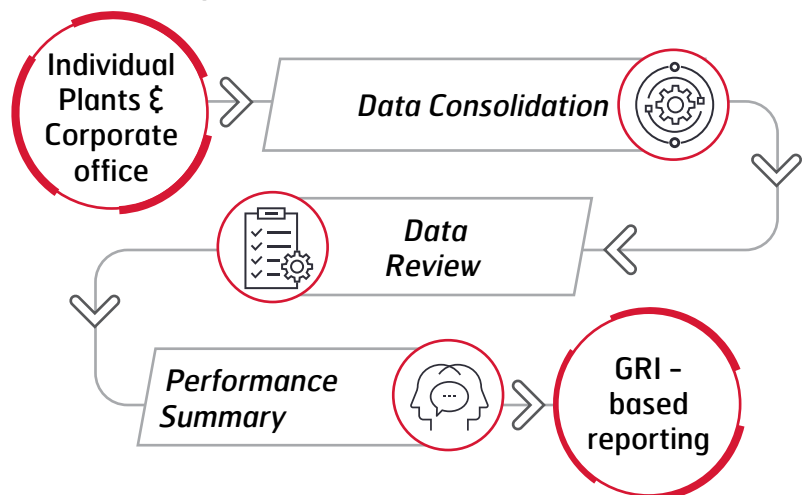 Individual
Plants &
Corporate
office
Data Consolidation
Data
Review
Performance
Summary
GRI -
based
reporting